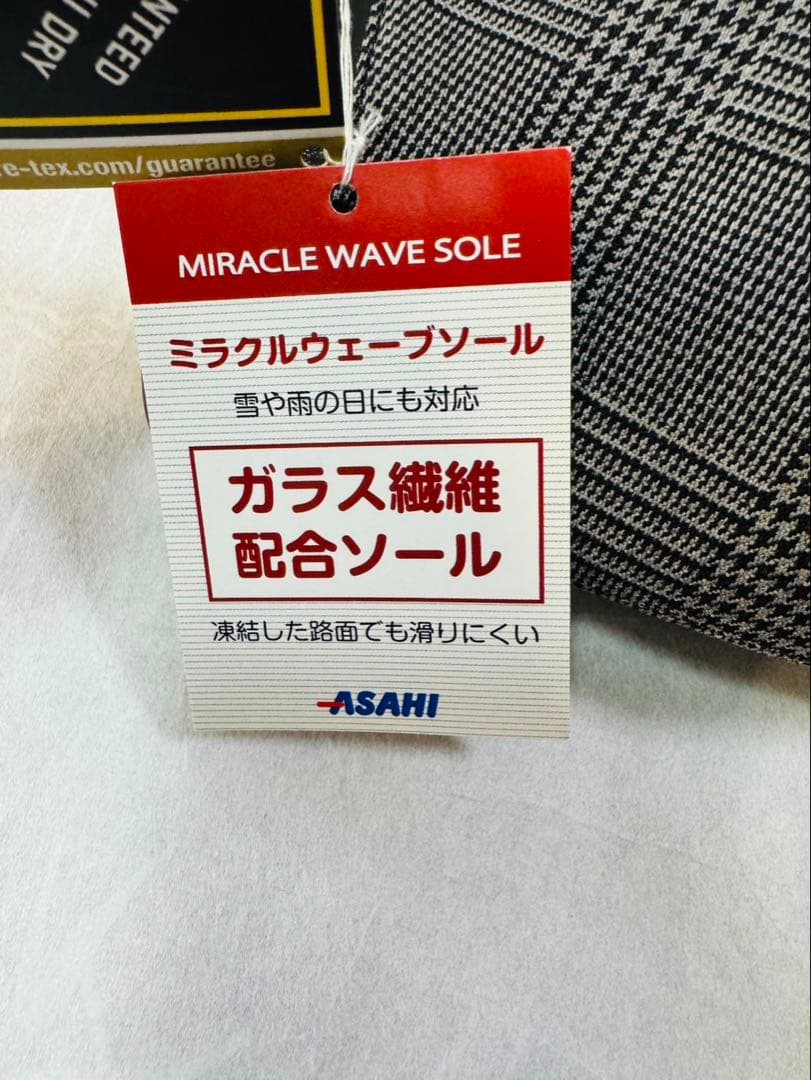 YOU DRY
re-tex.com/guarantee
MIRACLE WAVE SOLE
ミラクルウェーブソール
雪や雨の日にも対応
ガラス繊維
配合ソール
凍結した路面でも滑りにくい
ASAHI